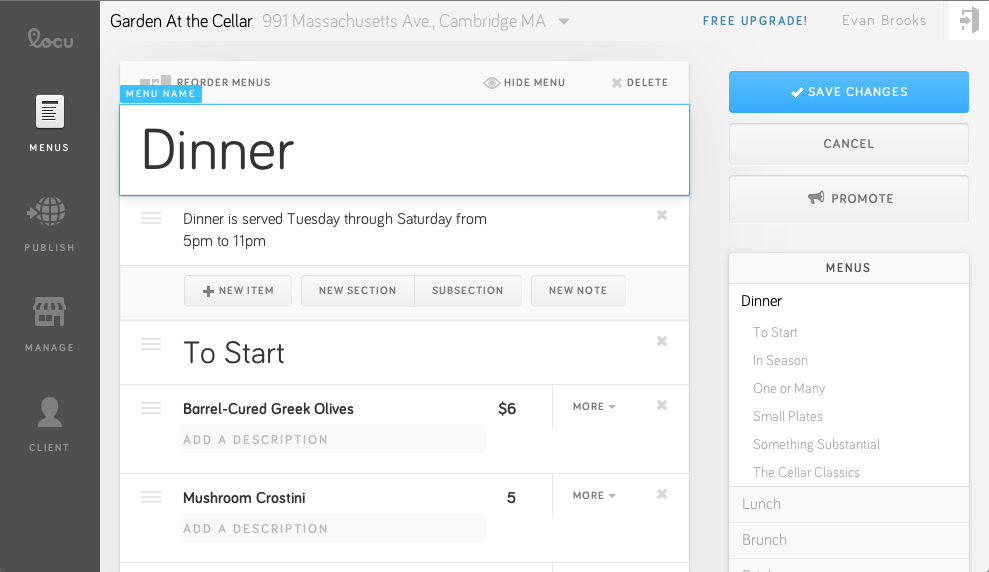 locu
Garden At the Cellar 991 Massachusetts Ave., Cambridge MA
FREE UPGRADE!
Evan Brooks
MENUS
PUBLISH
MANAGE
CLIENT
REORDER MENUS
HIDE MENU
DELETE
MENU NAME
Dinner
Dinner is served Tuesday through Saturday from
5pm to 11pm
NEW ITEM
NEW SECTION
SUBSECTION
NEW NOTE
To Start
Barrel-Cured Greek Olives
$6
MORE
ADD A DESCRIPTION
Mushroom Crostini
5
MORE
ADD A DESCRIPTION
SAVE CHANGES
CANCEL
PROMOTE
MENUS
Dinner
To Start
In Season
One or Many
Small Plates
Something Substantial
The Cellar Classics
Lunch
Brunch